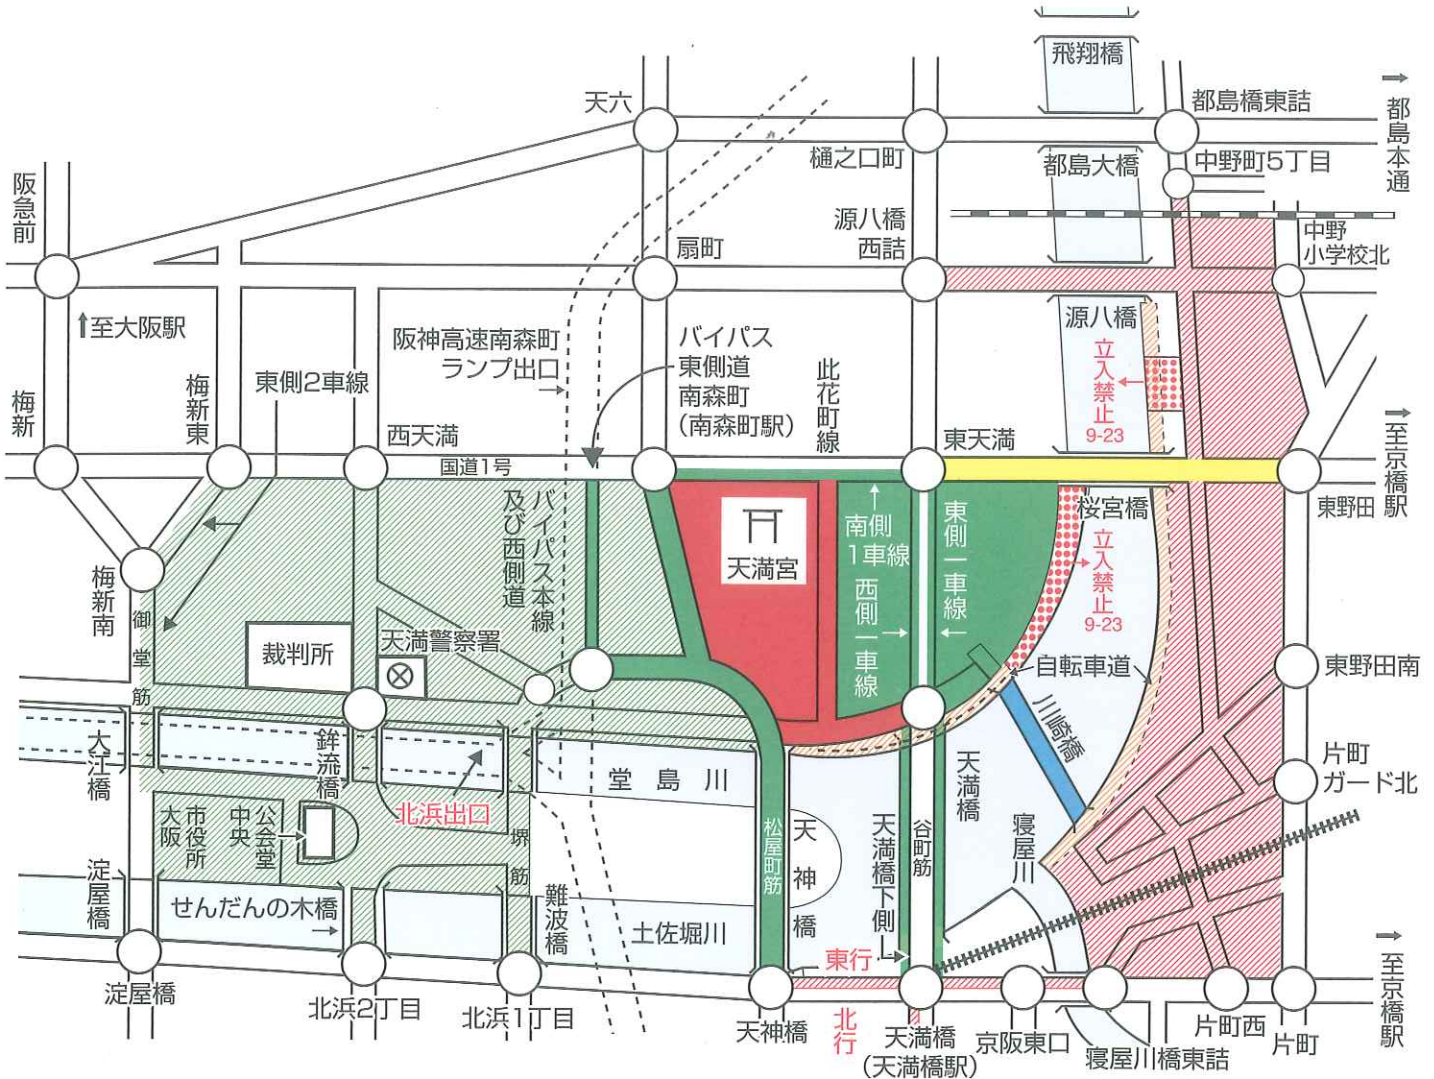 飛翔橋
天六
都島橋東詰
都島本通
樋之口町
都島大橋
中野町5丁目
阪急前
源八橋
西詰
扇町
中野
小学校北
至大阪駅
阪神高速南森町
ランプ出口
バイパス
東側道
南森町
(南森町駅)
此花町線
源八橋
立入禁止
9-23
梅新
梅新東
東側2車線
西天満
国道1号
東天満
至京橋駅
東野田
バイパス本線
及び西側道
天満宮
南側
1車線
西側一車線
東側一車線
桜宮橋
立入禁止
9-23
梅新南
御堂筋
裁判所
天満警察署
自転車道
東野田南
川崎橋
大江橋
鉾流橋
北浜出口
堂島川
天満橋
片町
ガード北
大阪
市役所
中央
公会堂
堺筋
松屋町筋
天神橋
天満橋下側
谷町筋
寝屋川
淀屋橋
せんだんの木橋
難波橋
土佐堀川
東行
淀屋橋
北浜2丁目
北浜1丁目
天神橋
北行
天満橋
(天満橋駅)
京阪東口
寝屋川橋東詰
片町西
片町
至京橋駅